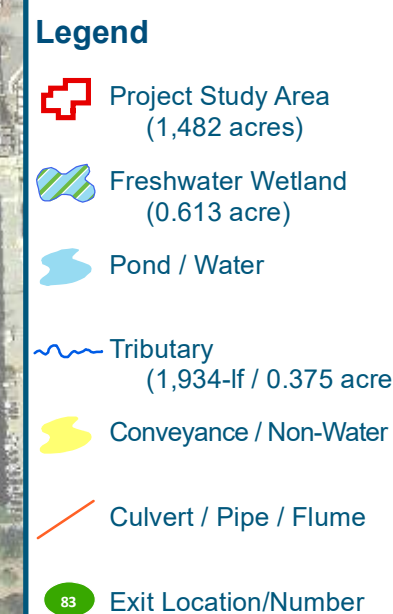 Legend
Project Study Area
(1,482 acres)
Freshwater Wetland
(0.613 acre)
Pond / Water
Tributary
(1,934-lf / 0.375 acre
Conveyance / Non-Water
Culvert / Pipe / Flume
83 Exit Location/Number